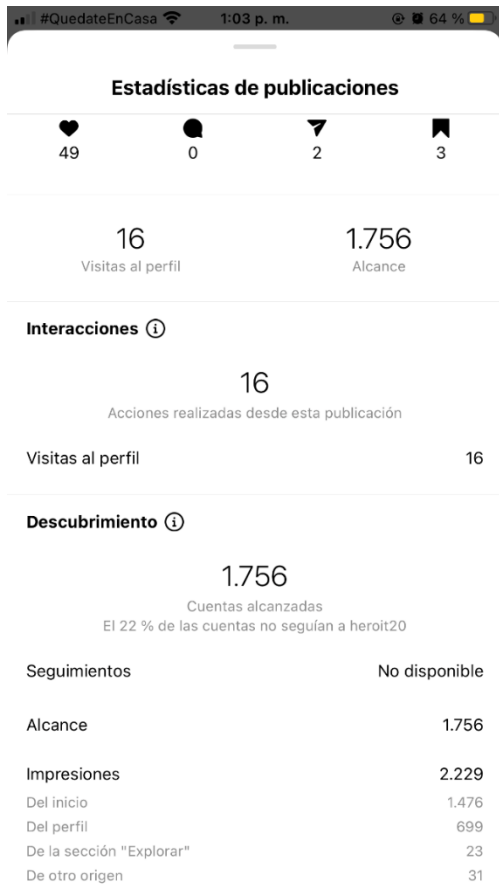 #QuedateEnCasa 1:03 p. m. 64 %
Estadísticas de publicaciones
49 0 2 3
16 1.756
Visitas al perfil Alcance
Interacciones
16
Acciones realizadas desde esta publicación
Visitas al perfil 16
Descubrimiento
1.756
Cuentas alcanzadas
El 22 % de las cuentas no seguían a heroit20
Seguimientos No disponible
Alcance 1.756
Impresiones 2.229
Del inicio 1.476
Del perfil 699
De la sección "Explorar" 23
De otro origen 31